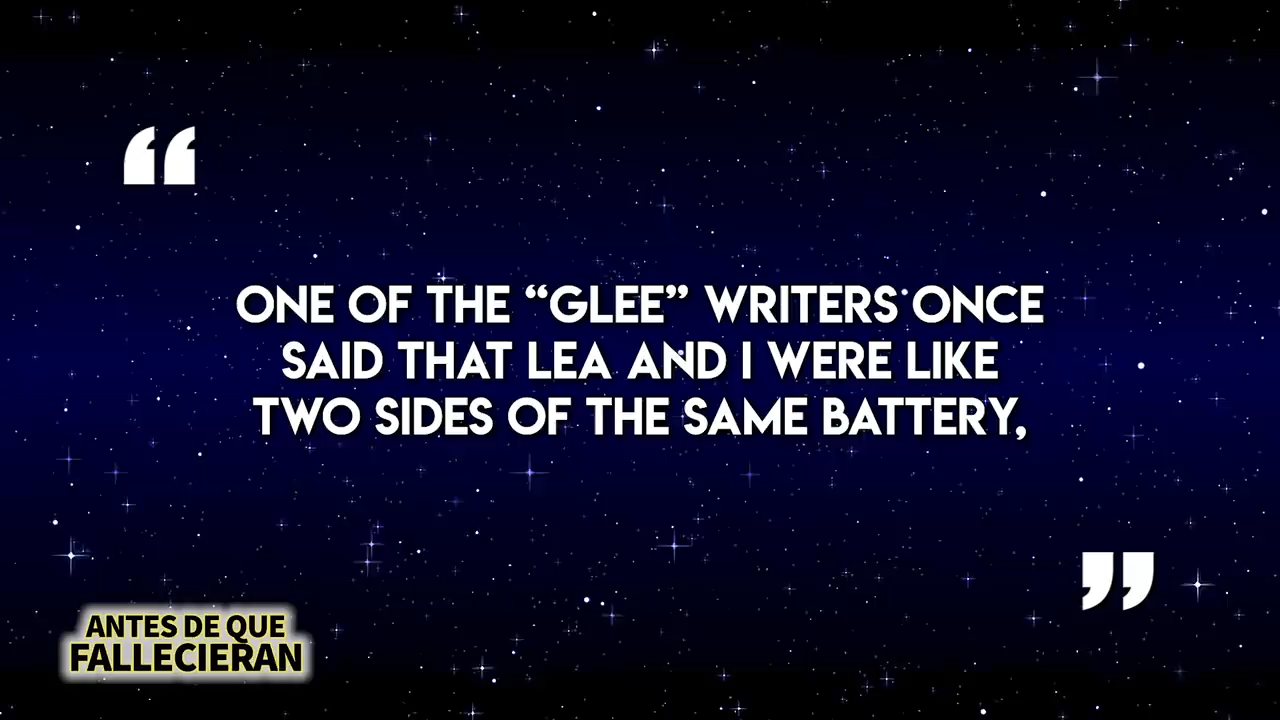 “
ONE OF THE “GLEE” WRITERS ONCE
SAID THAT LEA AND I WERE LIKE
TWO SIDES OF THE SAME BATTERY,
”
ANTES DE QUE
FALLECIERAN